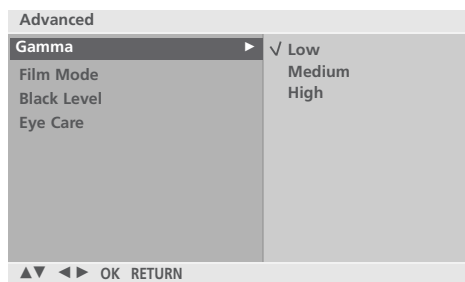 Advanced
Gamma ▶ √ Low
Film Mode Medium
Black Level High
Eye Care
▲▼ ◀▶ OK RETURN